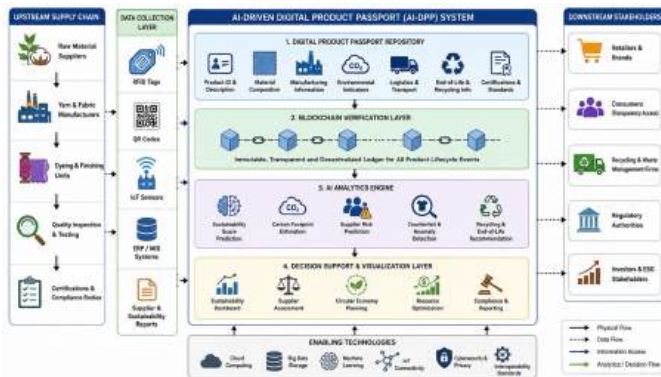 UPSTREAM SUPPLY CHAIN
Raw Material
Suppliers
Yarn & Fabric
Manufacturers
Dyeing & Finishing
Units
Quality Inspection
& Testing
Certifications &
Compliance Bodies
DATA COLLECTION
LAYER
RFID Tags
QR Codes
IoT Sensors
ERP / MIS
Systems
Supplier &
Sustainability
Reports
AI-DRIVEN DIGITAL PRODUCT PASSPORT (AI-DPP) SYSTEM
1. DIGITAL PRODUCT PASSPORT REPOSITORY
Product ID &
Description
Material
Composition
Manufacturing
Information
CO₂
Environmental
Indicators
Logistics &
Transport
End-of-Life &
Recycling Info
Certifications &
Standards
2. BLOCKCHAIN VERIFICATION LAYER
Immutable, Transparent and Decentralized Ledger for All Product Lifecycle Events
3. AI ANALYTICS ENGINE
Sustainability
Score
Prediction
CO₂
Carbon Footprint
Estimation
Supplier Risk
Prediction
Counterfeit &
Anomaly
Detection
Recycling &
End-of-Life
Recommendation
4. DECISION SUPPORT & VISUALIZATION LAYER
Sustainability
Dashboard
Supplier
Assessment
Circular Economy
Planning
Resource
Optimization
Compliance &
Reporting
ENABLING TECHNOLOGIES
Cloud
Computing
Big Data
Storage
Machine
Learning
IoT
Connectivity
Cybersecurity &
Privacy
Interoperability
Standards
DOWNSTREAM STAKEHOLDERS
Retailers &
Brands
Consumers
Recycling & Waste
Management Firms
Regulatory
Authorities
Investors & ESG
Stakeholders
Physical Flow
Data Flow
Information Access
Analytics / Decision Flow